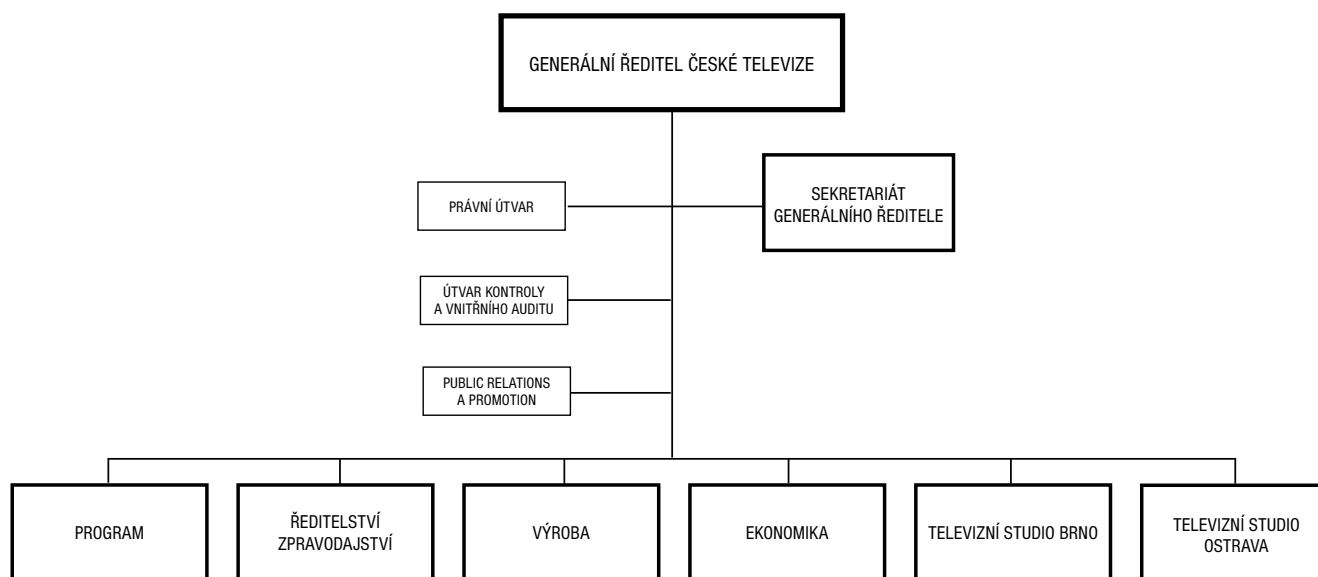 GENERÁLNÍ ŘEDITEL ČESKÉ TELEVIZE
PRÁVNÍ ÚTVAR
SEKRETARIÁT
GENERÁLNÍHO ŘEDITELE
ÚTVAR KONTROLY
A VNITŘNÍHO AUDITU
PUBLIC RELATIONS
A PROMOTION
PROGRAM
ŘEDITELSTVÍ
ZPRAVODAJSTVÍ
VÝROBA
EKONOMIKA
TELEVIZNÍ STUDIO BRNO
TELEVIZNÍ STUDIO
OSTRAVA